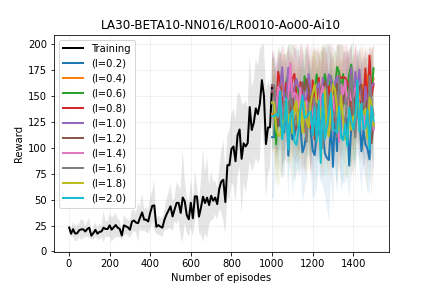 LA30-BETA10-NN016/LR0010-Ao00-Ai10
Reward
200
175
150
125
100
75
50
25
0
Training
(l=0.2)
(l=0.4)
(l=0.6)
(l=0.8)
(l=1.0)
(l=1.2)
(l=1.4)
(l=1.6)
(l=1.8)
(l=2.0)
0 200 400 600 800 1000 1200 1400
Number of episodes